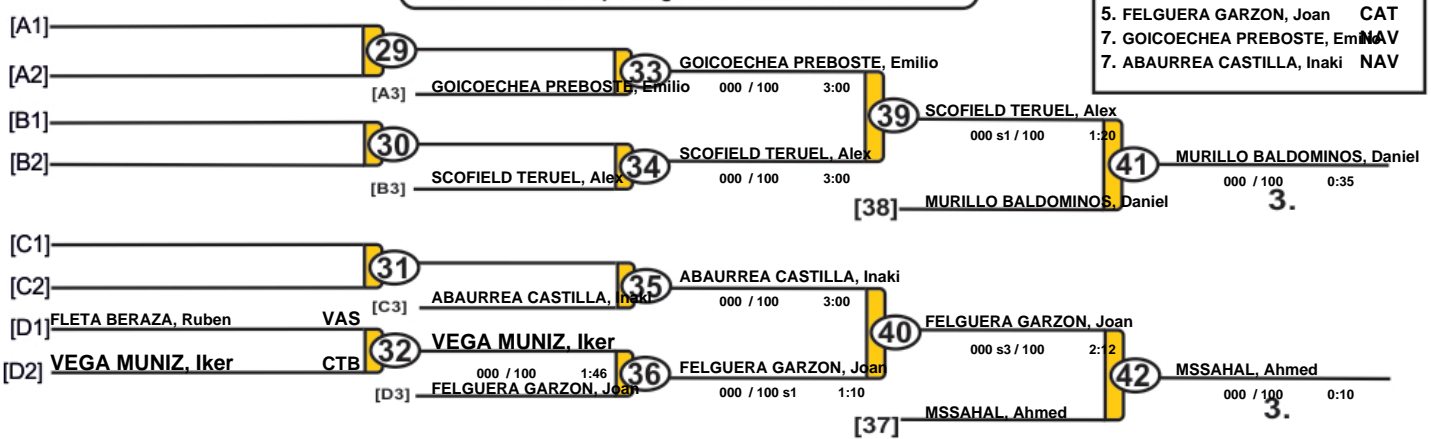 5. FELGUERA GARZON, Joan CAT
7. GOICOECHEA PREBOSTE, Emilio NAV
7. ABAURREA CASTILLA, Inaki NAV
[A1]
29
[A2]
33
GOICOECHEA PREBOSTE, Emilio
[A3] GOICOECHEA PREBOSTE, Emilio
000 / 100 3:00
39
SCOFIELD TERUEL, Alex
000 s1 / 100 1:20
[B1]
30
[B2]
34
SCOFIELD TERUEL, Alex
[B3] SCOFIELD TERUEL, Alex
000 / 100 3:00
41
MURILLO BALDOMINOS, Daniel
000 / 100 0:35
3.
[38] MURILLO BALDOMINOS, Daniel
[C1]
31
[C2]
35
ABAURREA CASTILLA, Inaki
[C3] ABAURREA CASTILLA, Inaki
000 / 100 3:00
[D1] FLETA BERAZA, Ruben VAS
[D2] VEGA MUNIZ, Iker CTB
32
VEGA MUNIZ, Iker
000 / 100 1:46
[D3] FELGUERA GARZON, Joan
36
FELGUERA GARZON, Joan
000 / 100 s1 1:10
40
FELGUERA GARZON, Joan
000 s3 / 100 2:12
42
MSSAHAL, Ahmed
000 / 100 0:10
3.
[37] MSSAHAL, Ahmed